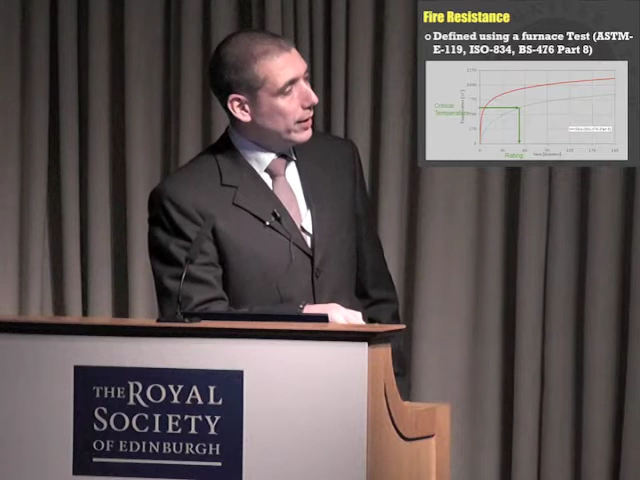 Fire Resistance
o Defined using a furnace Test (ASTM-
E-119, ISO-834, BS-476 Part 8)
Critical
Temperature
Rating
THE ROYAL
SOCIETY
OF EDINBURGH